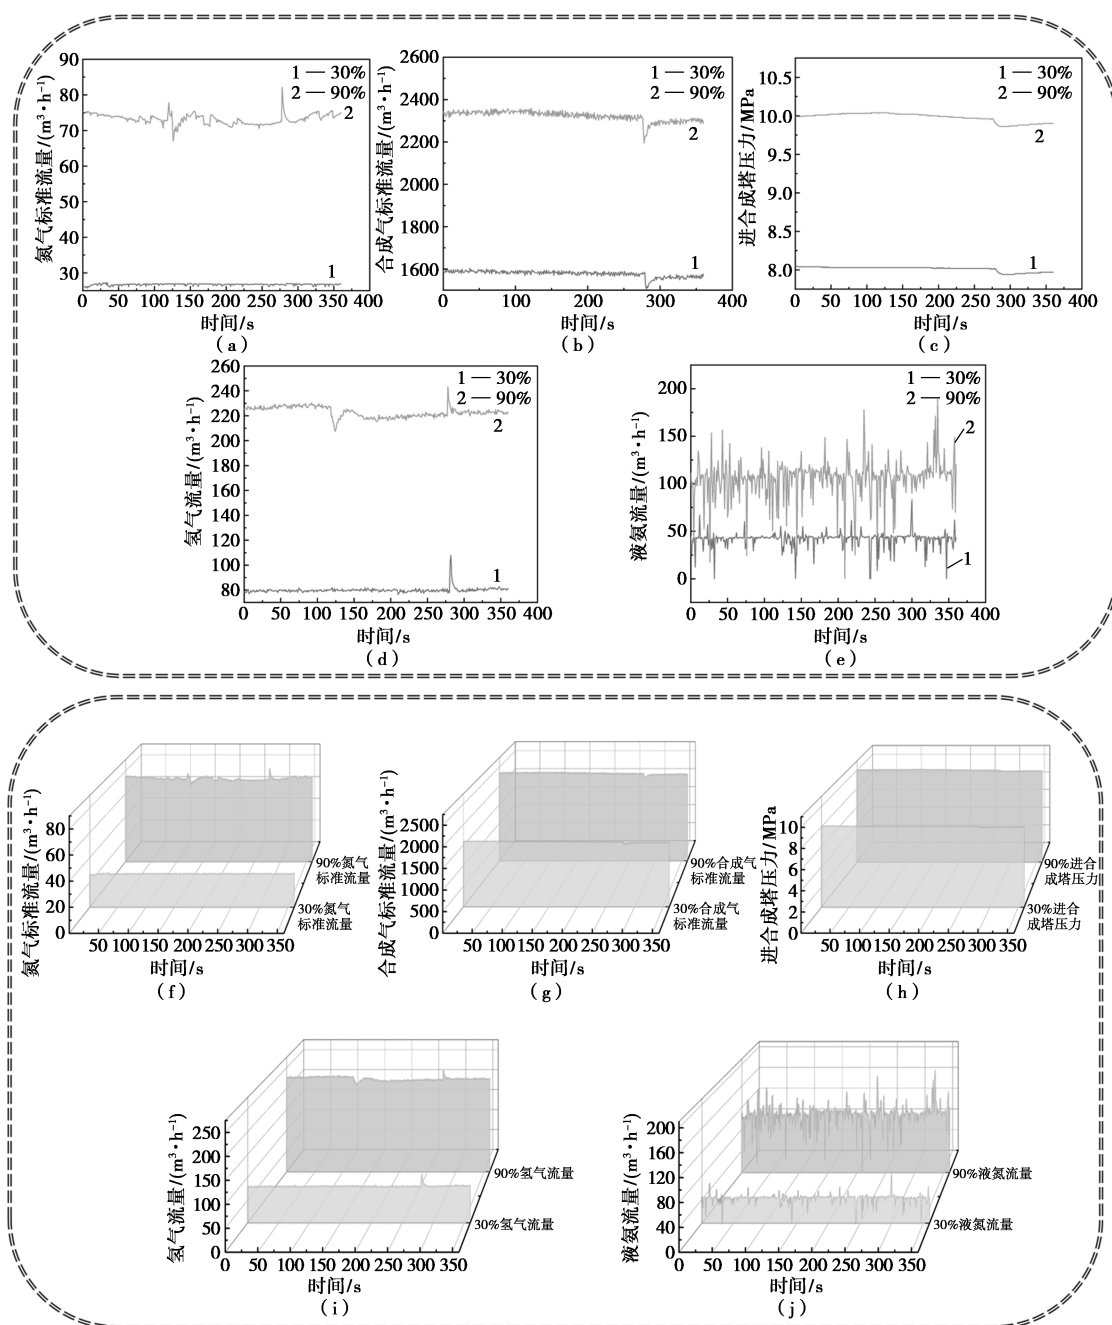 氮气标准流量/(m³·h⁻¹)
90
80
70
60
50
40
30
1 — 30%
2 — 90%
2
1
0 50 100 150 200 250 300 350 400
时间/s
(a)
合成气标准流量/(m³·h⁻¹)
2600
2400
2200
2000
1800
1600
1 — 30%
2 — 90%
2
1
0 100 200 300 400
时间/s
(b)
进合成塔压力/MPa
10.5
10.0
9.5
9.0
8.5
8.0
1 — 30%
2 — 90%
2
1
0 50 100 150 200 250 300 350 400
时间/s
(c)
氢气流量/(m³·h⁻¹)
260
240
220
200
180
160
140
120
100
80
1 — 30%
2 — 90%
2
1
0 50 100 150 200 250 300 350 400
时间/s
(d)
液氨流量/(m³·h⁻¹)
200
150
100
50
0
1 — 30%
2 — 90%
2
1
0 50 100 150 200 250 300 350 400
时间/s
(e)
氮气标准流量/(m³·h⁻¹)
80
60
40
20
0
90%氮气
标准流量
30%氮气
标准流量
50 100 150 200 250 300 350
时间/s
(f)
合成气标准流量/(m³·h⁻¹)
2500
2000
1500
1000
500
0
90%合成气
标准流量
30%合成气
标准流量
50 100 150 200 250 300 350
时间/s
(g)
进合成塔压力/MPa
10
8
6
4
2
0
90%进合
成塔压力
30%进合
成塔压力
50 100 150 200 250 300 350
时间/s
(h)
氢气流量/(m³·h⁻¹)
250
200
150
100
50
0
90%氢气流量
30%氢气流量
0 50 100 150 200 250 300 350
时间/s
(i)
液氨流量/(m³·h⁻¹)
200
160
120
80
40
0
90%液氮流量
30%液氮流量
0 50 100 150 200 250 300 350
时间/s
(j)